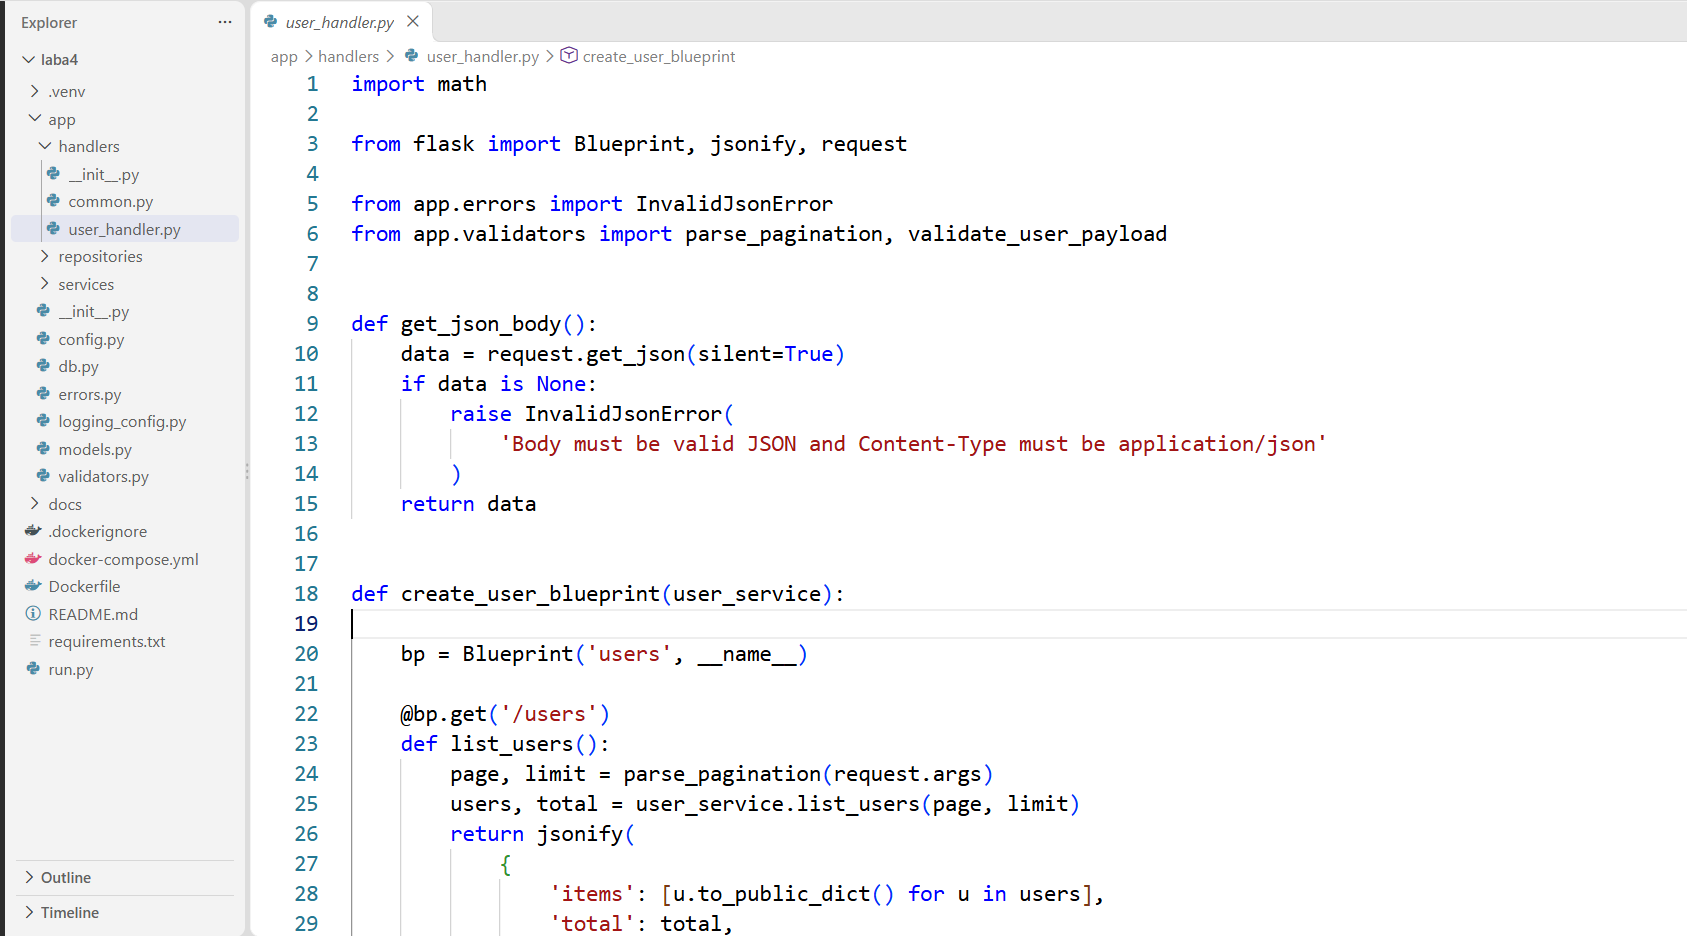 Explorer
laba4
.venv
app
handlers
__init__.py
common.py
user_handler.py
repositories
services
__init__.py
config.py
db.py
errors.py
logging_config.py
models.py
validators.py
docs
.dockerignore
docker-compose.yml
Dockerfile
README.md
requirements.txt
run.py
Outline
Timeline
user_handler.py
app > handlers > user_handler.py > create_user_blueprint
1 import math
2
3 from flask import Blueprint, jsonify, request
4
5 from app.errors import InvalidJsonError
6 from app.validators import parse_pagination, validate_user_payload
7
8
9 def get_json_body():
10     data = request.get_json(silent=True)
11     if data is None:
12         raise InvalidJsonError(
13             'Body must be valid JSON and Content-Type must be application/json'
14         )
15     return data
16
17
18 def create_user_blueprint(user_service):
19
20     bp = Blueprint('users', __name__)
21
22     @bp.get('/users')
23     def list_users():
24         page, limit = parse_pagination(request.args)
25         users, total = user_service.list_users(page, limit)
26         return jsonify(
27             {
28                 'items': [u.to_public_dict() for u in users],
29                 'total': total,